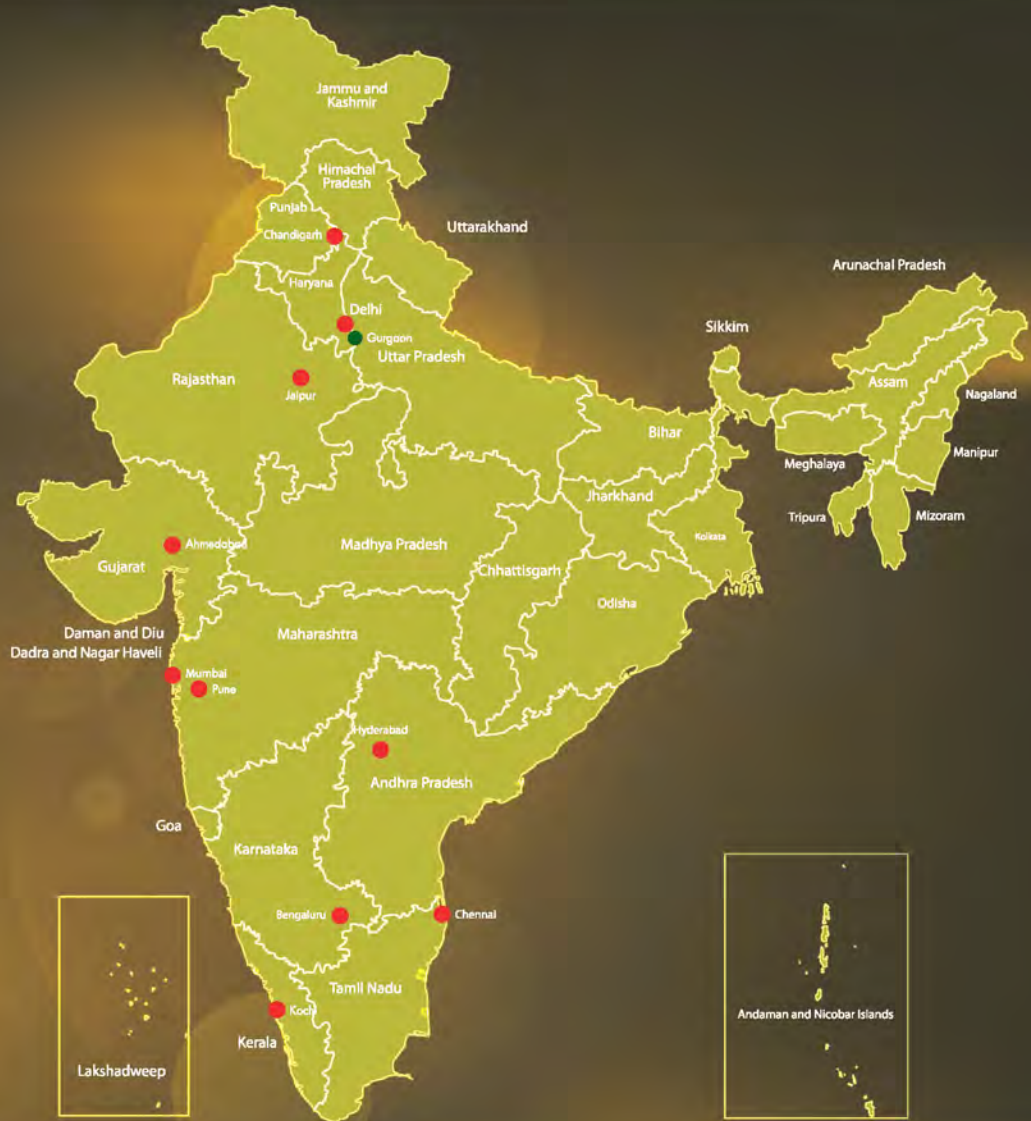 Jammu and
Kashmir
Himachal
Pradesh
Punjab
Chandigarh
Uttarakhand
Haryana
Arunachal Pradesh
Delhi
Gurgaon
Sikkim
Uttar Pradesh
Rajasthan
Jaipur
Assam
Nagaland
Bihar
Manipur
Meghalaya
Jharkhand
Tripura
Mizoram
Kolkata
Ahmedabad
Madhya Pradesh
Gujarat
Chhattisgarh
Odisha
Daman and Diu
Dadra and Nagar Haveli
Maharashtra
Mumbai
Pune
Hyderabad
Andhra Pradesh
Goa
Karnataka
Bengaluru
Chennai
Tamil Nadu
Kochi
Kerala
Andaman and Nicobar Islands
Lakshadweep